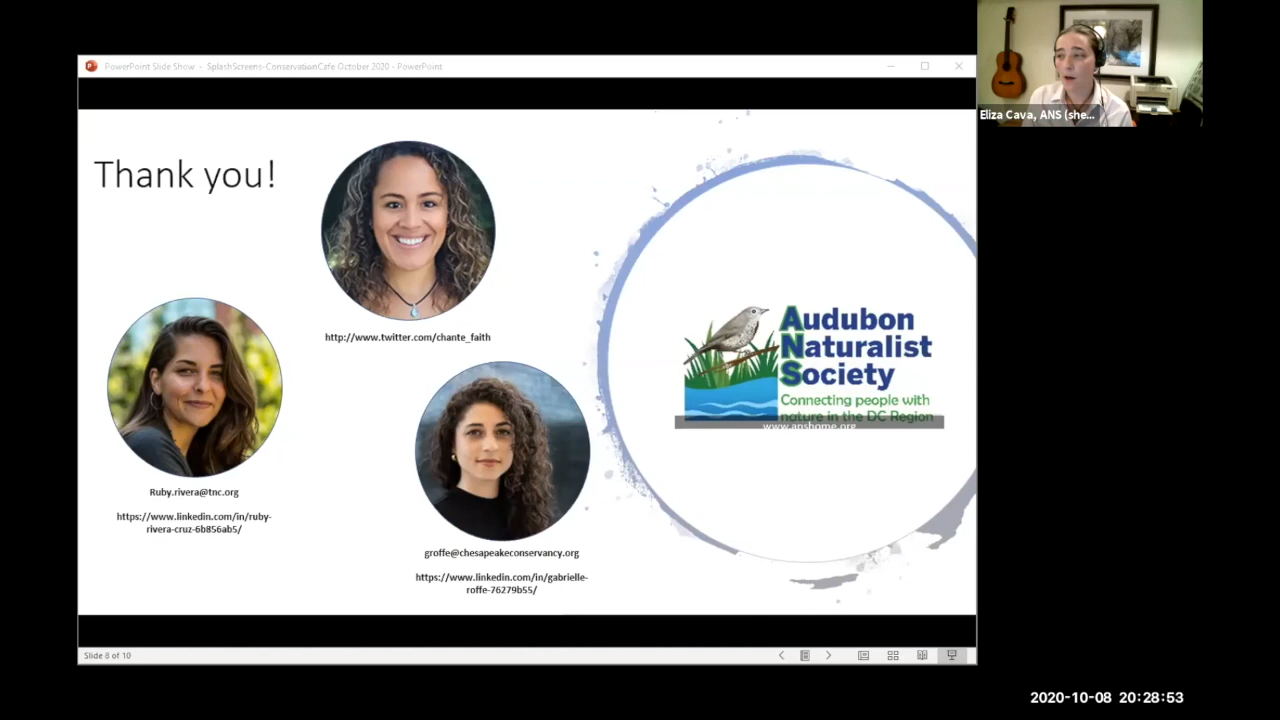 PowerPoint Slide Show - SplashScreens-ConservationCafe October 2020 - PowerPoint
Eliza Cava, ANS (she...
Thank you!
http://www.twitter.com/chante_faith
Ruby.rivera@tnc.org
https://www.linkedin.com/in/ruby-
rivera-cruz-6b856ab5/
groffe@chesapeakeconservancy.org
https://www.linkedin.com/in/gabrielle-
roffe-76279b55/
Audubon
Naturalist
Society
Connecting people with
nature in the DC Region
www.anshome.org
Slide 8 of 10
2020-10-08 20:28:53